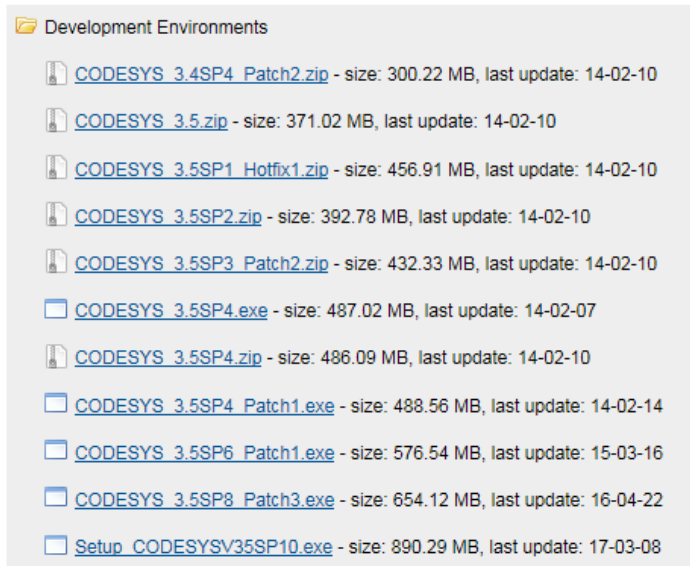 Development Environments
CODESYS_3.4SP4_Patch2.zip - size: 300.22 MB, last update: 14-02-10
CODESYS_3.5.zip - size: 371.02 MB, last update: 14-02-10
CODESYS_3.5SP1_Hotfix1.zip - size: 456.91 MB, last update: 14-02-10
CODESYS_3.5SP2.zip - size: 392.78 MB, last update: 14-02-10
CODESYS_3.5SP3_Patch2.zip - size: 432.33 MB, last update: 14-02-10
CODESYS_3.5SP4.exe - size: 487.02 MB, last update: 14-02-07
CODESYS_3.5SP4.zip - size: 486.09 MB, last update: 14-02-10
CODESYS_3.5SP4_Patch1.exe - size: 488.56 MB, last update: 14-02-14
CODESYS_3.5SP6_Patch1.exe - size: 576.54 MB, last update: 15-03-16
CODESYS_3.5SP8_Patch3.exe - size: 654.12 MB, last update: 16-04-22
Setup_CODESYSV35SP10.exe - size: 890.29 MB, last update: 17-03-08